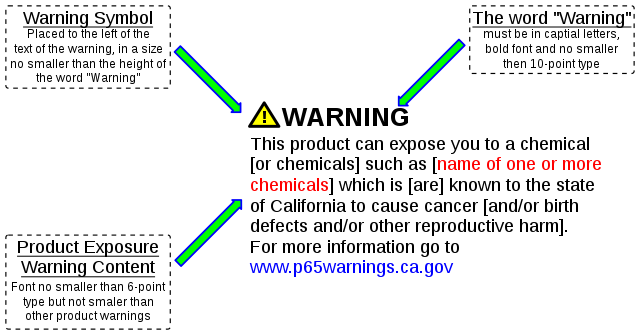 Warning Symbol
Placed to the left of the
text of the warning, in a size
no smaller than the height of
the word "Warning"
The word "Warning"
must be in captial letters,
bold font and no smaller
then 10-point type
WARNING
This product can expose you to a chemical
[or chemicals] such as [name of one or more
chemicals] which is [are] known to the state
of California to cause cancer [and/or birth
defects and/or other reproductive harm].
For more information go to
www.p65warnings.ca.gov
Product Exposure
Warning Content
Font no smaller than 6-point
type but not smaler than
other product warnings